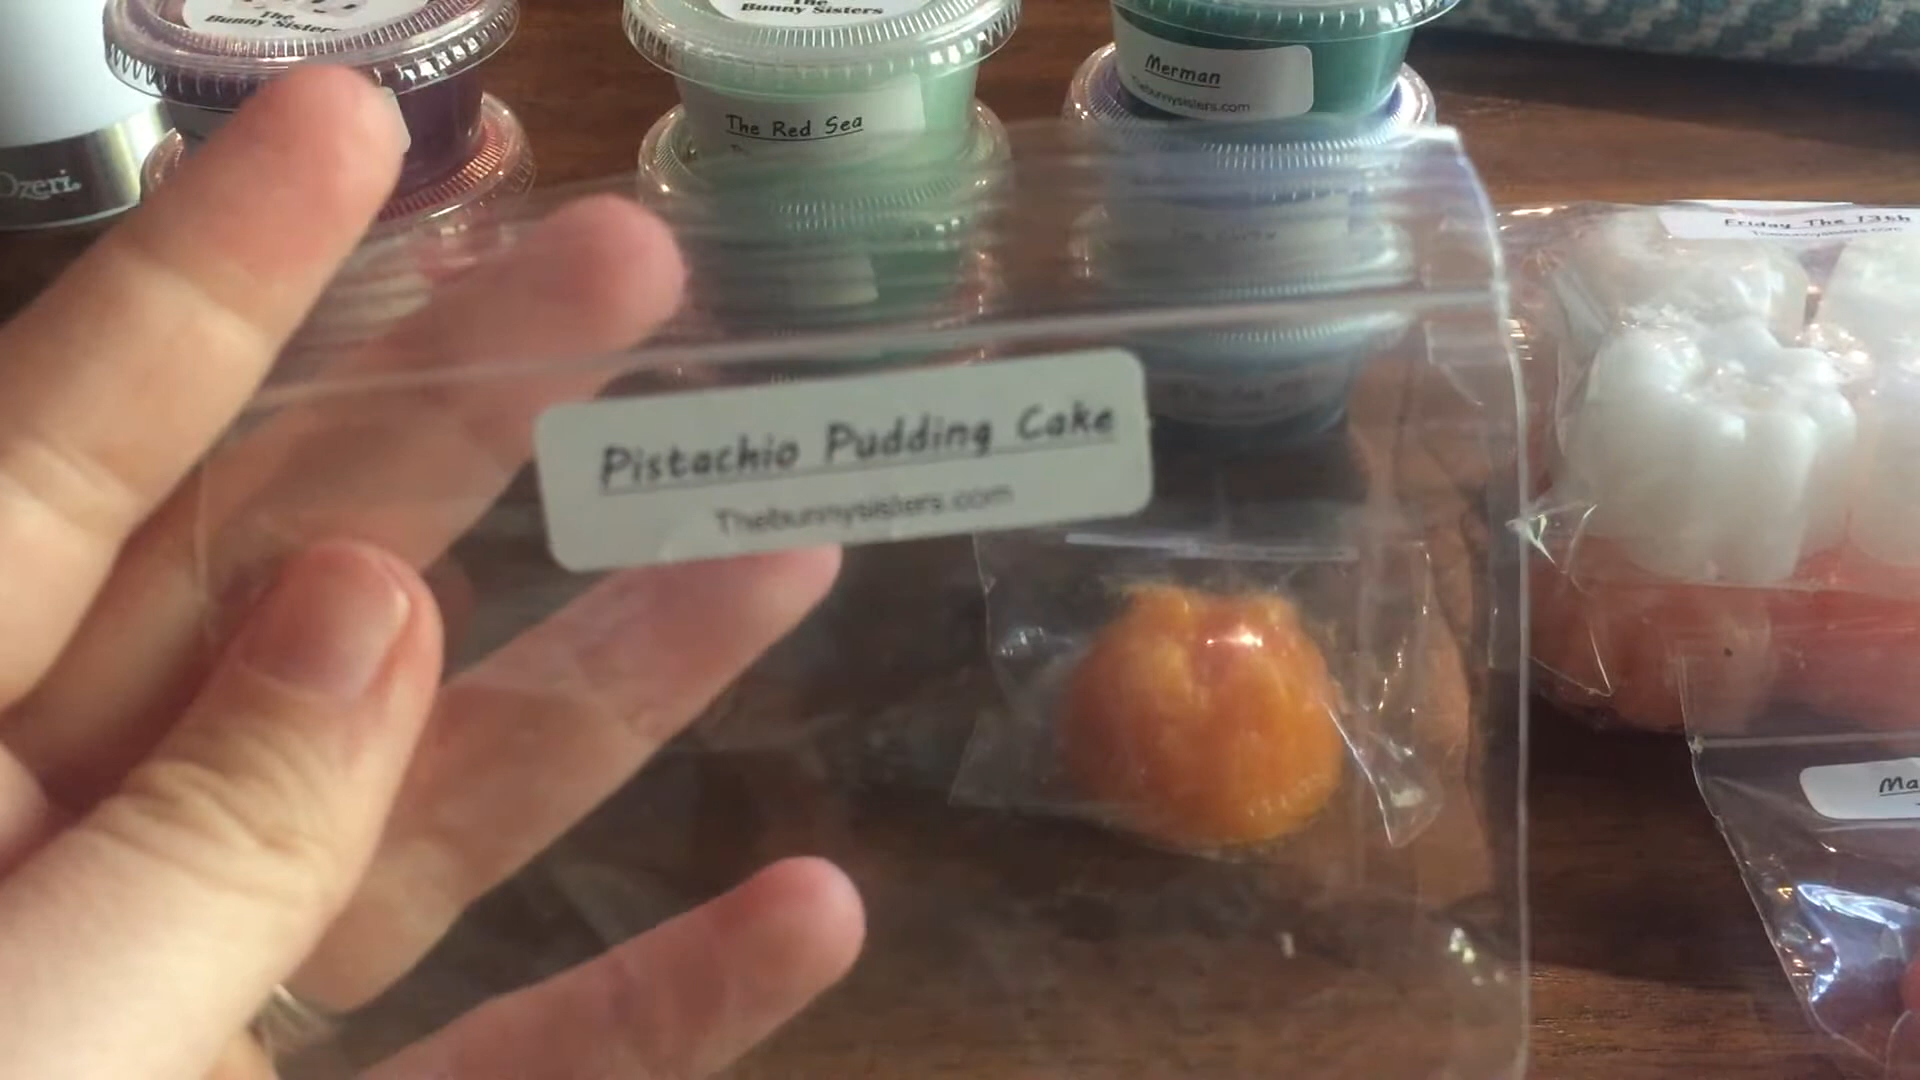 The
Bunny Sisters
The
Bunny Sisters
Merman
Thebunnysisters.com
The Red Sea
Ozeri
Friday The 13th
Thebunnysisters.com
Pistachio Pudding Cake
Thebunnysisters.com
Ma